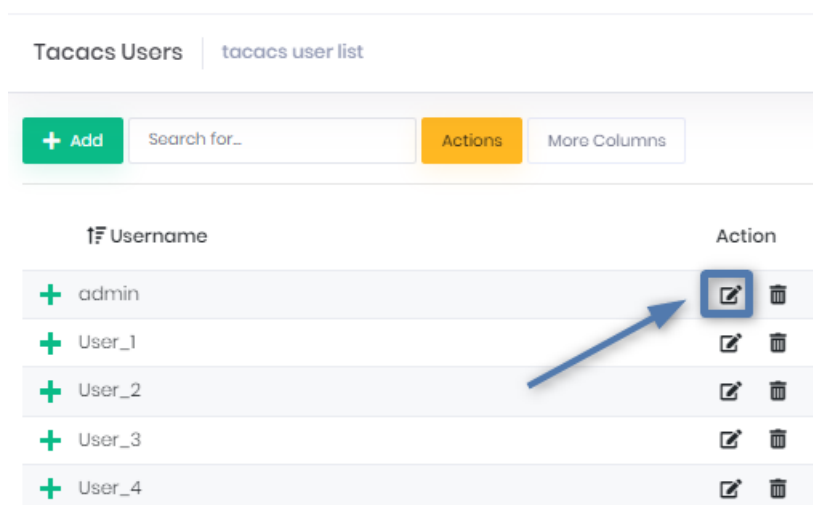 Tacacs Users tacacs user list
Add Search for... Actions More Columns
Username Action
admin
User_1
User_2
User_3
User_4